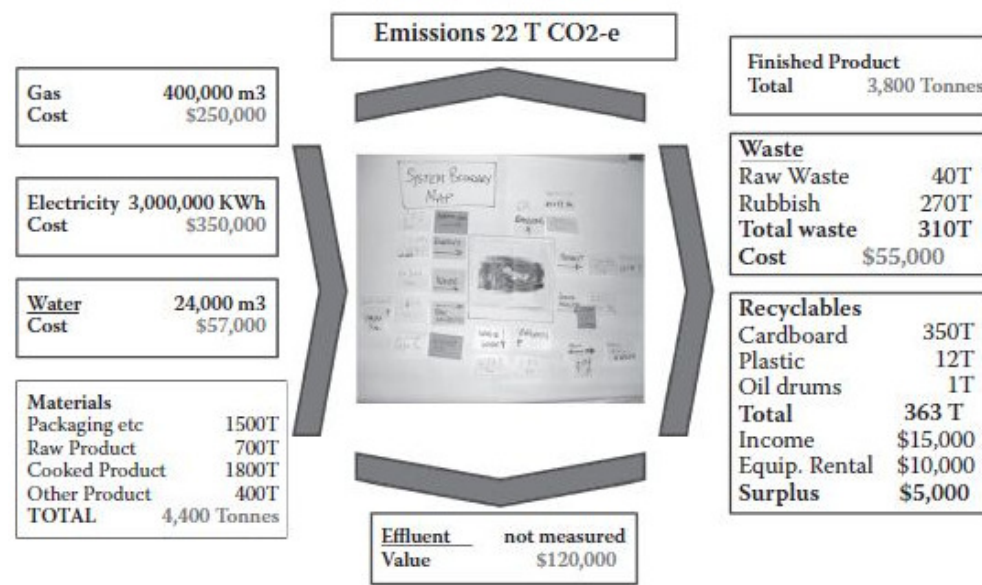 Emissions 22 T CO2-e
Gas 400,000 m3
Cost $250,000
Electricity 3,000,000 KWh
Cost $350,000
Water 24,000 m3
Cost $57,000
Materials
Packaging etc 1500T
Raw Product 700T
Cooked Product 1800T
Other Product 400T
TOTAL 4,400 Tonnes
SYSTEM BOUNDARY
MAP
Effluent not measured
Value $120,000
Finished Product
Total 3,800 Tonnes
Waste
Raw Waste 40T
Rubbish 270T
Total waste 310T
Cost $55,000
Recyclables
Cardboard 350T
Plastic 12T
Oil drums 1T
Total 363 T
Income $15,000
Equip. Rental $10,000
Surplus $5,000